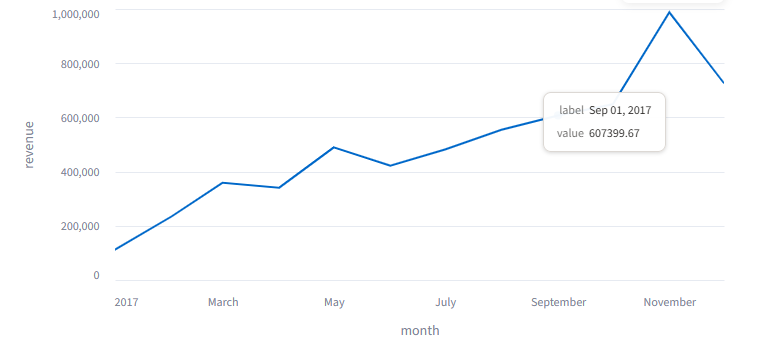 1,000,000
800,000
600,000
400,000
200,000
0
revenue
label Sep 01, 2017
value 607399.67
2017 March May July September November
month